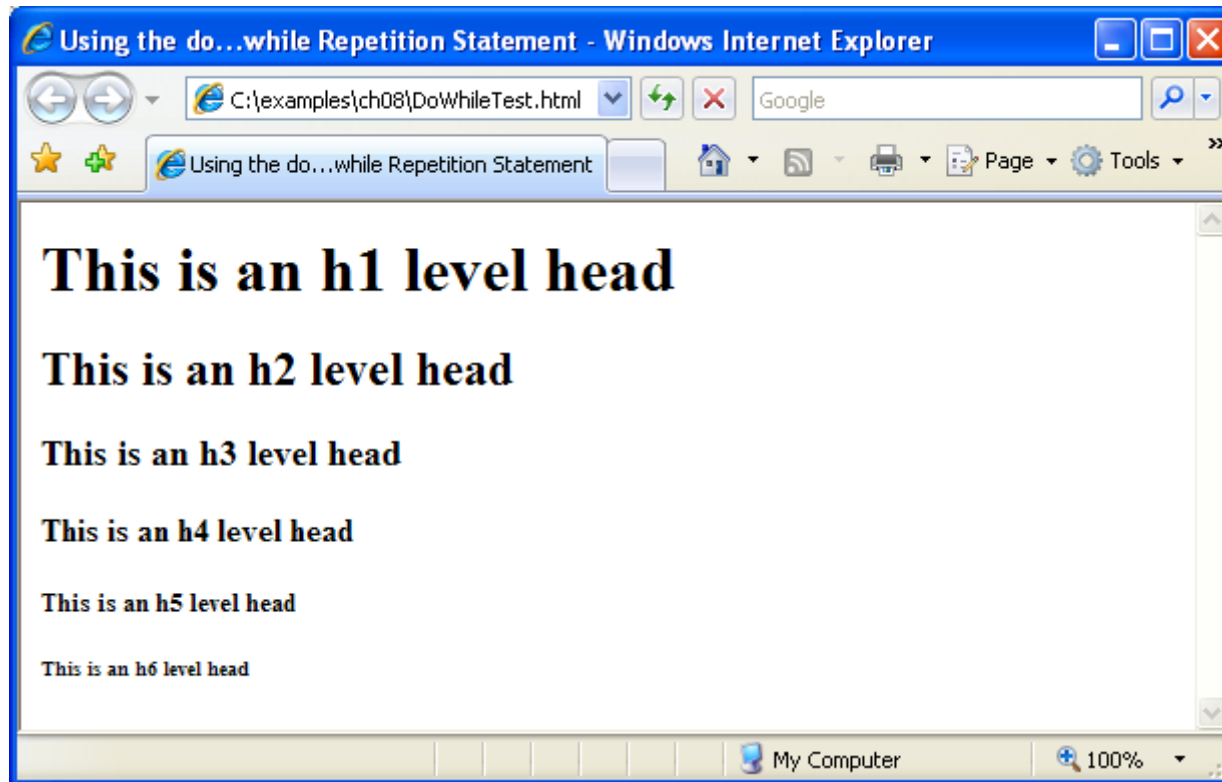 Using the do...while Repetition Statement - Windows Internet Explorer
C:\examples\ch08\DoWhileTest.html
Google
Using the do...while Repetition Statement
Page
Tools
This is an h1 level head
This is an h2 level head
This is an h3 level head
This is an h4 level head
This is an h5 level head
This is an h6 level head
My Computer
100%